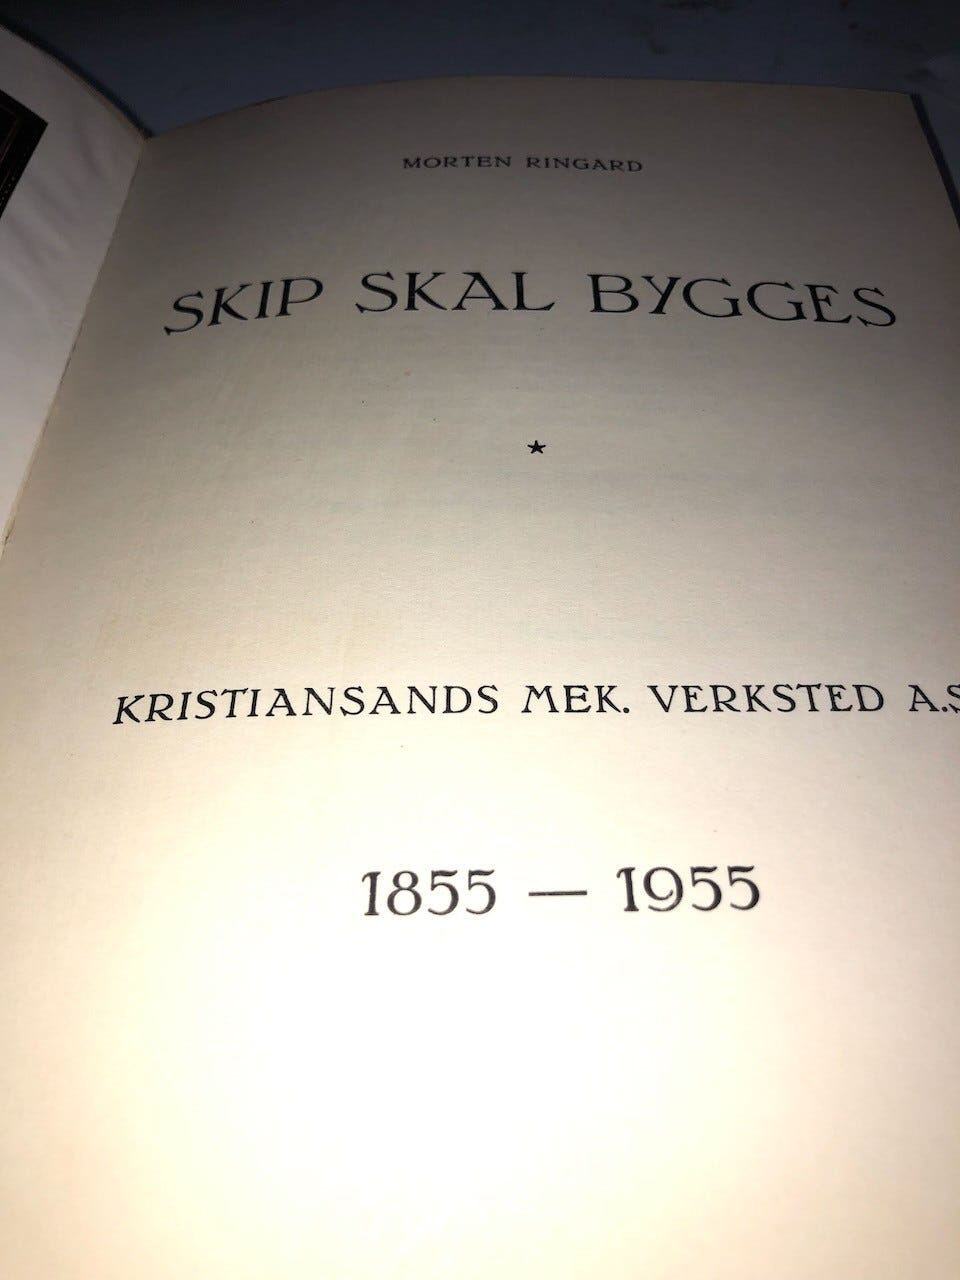 MORTEN RINGARD
SKIP SKAL BYGGES
★
KRISTIANSANDS MEK. VERKSTED A.S
1855 — 1955